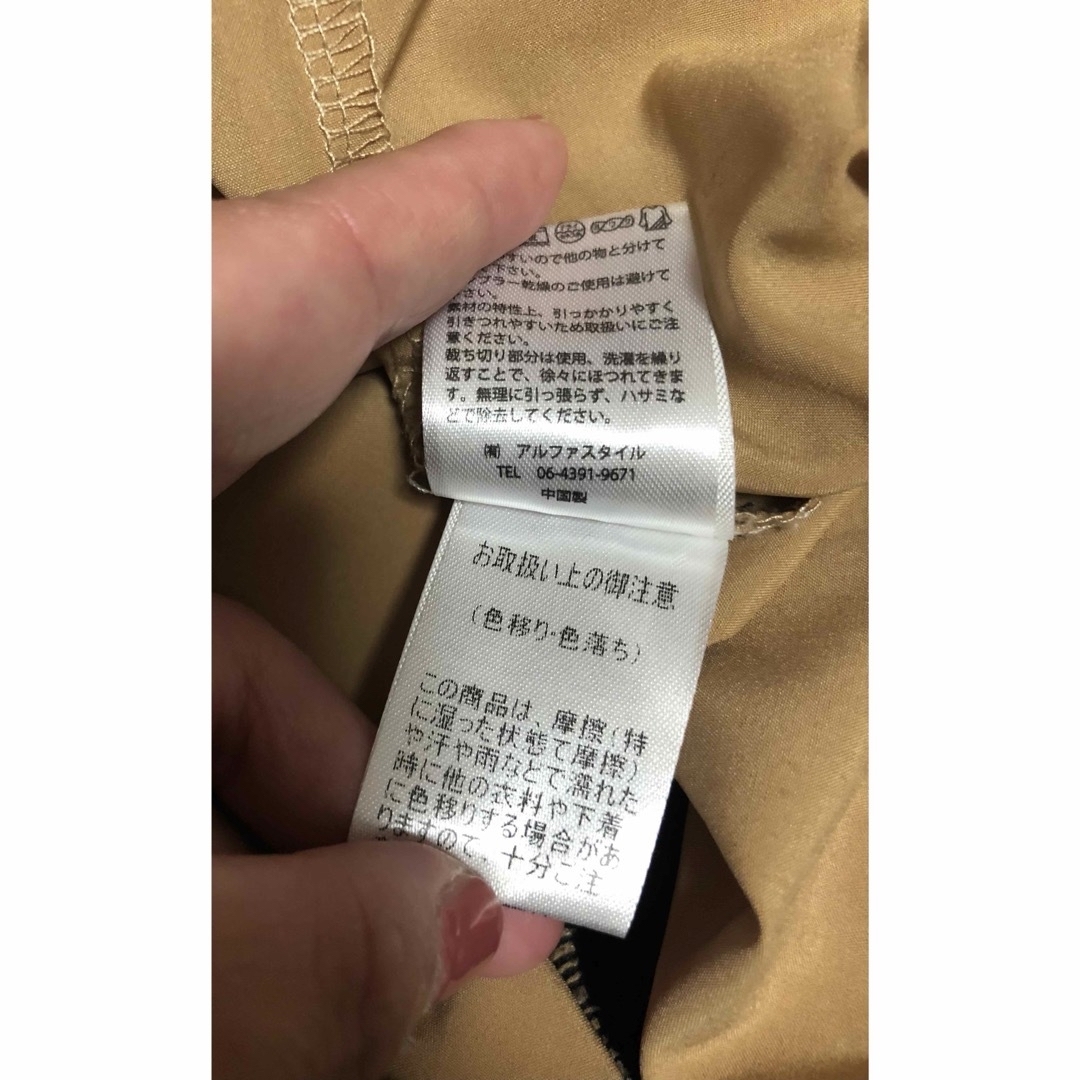 すいので他の物と分けて
下さい。
ラー乾燥のご使用は避けて
さい。
素材の特性上、引っかかりやすく
引きつれやすいため取扱いにご注
意ください。
裁ち切り部分は使用、洗濯を繰り
返すことで、徐々にほつれてきま
す。無理に引っ張らず、ハサミな
どで除去してください。
㈲ アルファスタイル
TEL 06-4391-9671
中国製
お取扱い上の御注意
(色移り・色落ち)
この商品は、摩擦(特
に湿った状態で摩擦)
や汗や雨などで濡れた
時に他の衣料や下着
に色移りする場合があ
りますので、十分ご注